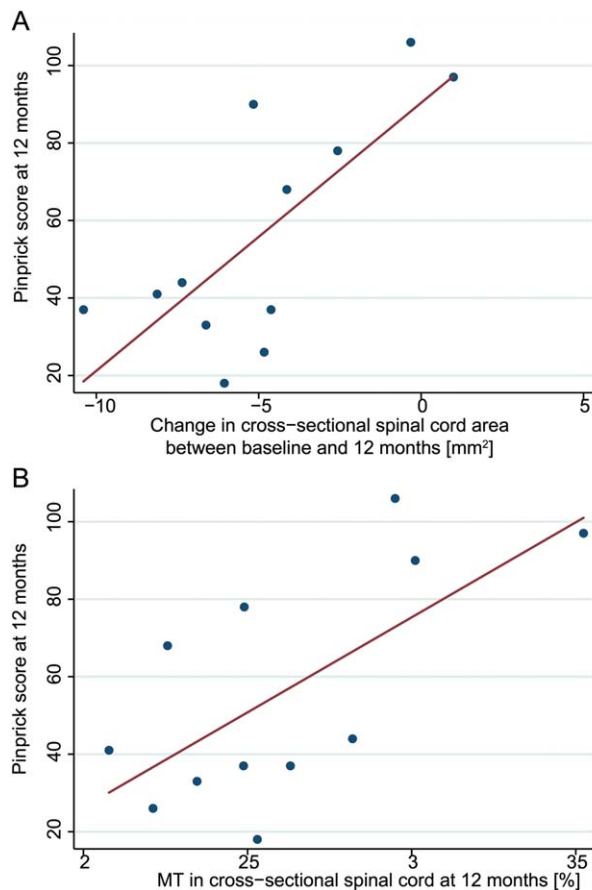 A
Pinprick score at 12 months
100
80
60
40
20
−10
−5
0
5
Change in cross−sectional spinal cord area
between baseline and 12 months [mm²]
B
Pinprick score at 12 months
100
80
60
40
20
2
25
3
35
MT in cross−sectional spinal cord at 12 months [%]